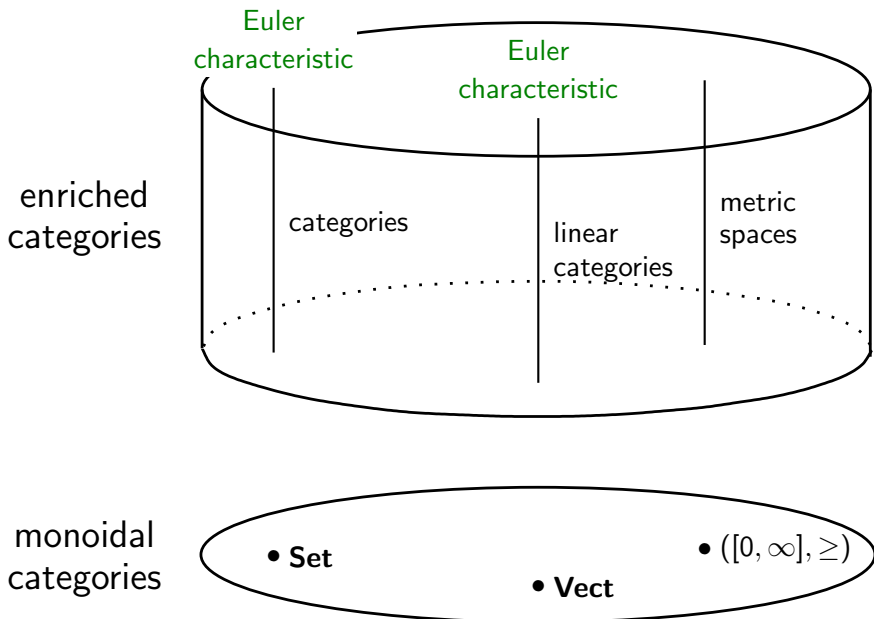 Euler
characteristic
Euler
characteristic
enriched
categories
categories
linear
categories
metric
spaces
monoidal
categories
• Set
• Vect
• ([0, ∞], ≥)